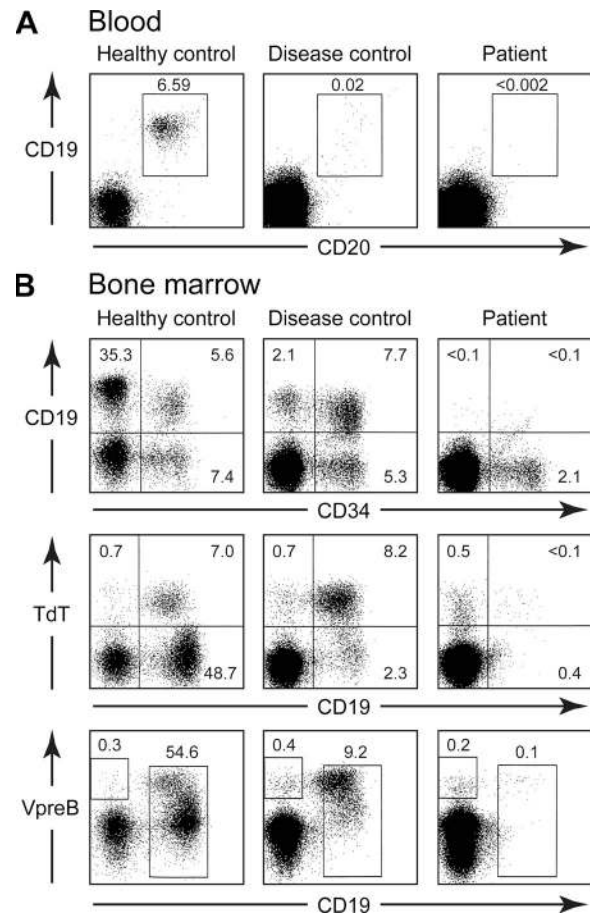 A Blood
Healthy control Disease control Patient
6.59 0.02 <0.002
CD19
CD20
B Bone marrow
Healthy control Disease control Patient
35.3 5.6 2.1 7.7 <0.1 <0.1
CD19
7.4 5.3 2.1
CD34
0.7 7.0 0.7 8.2 0.5 <0.1
TdT
48.7 2.3 0.4
CD19
0.3 54.6 0.4 9.2 0.2 0.1
VpreB
CD19